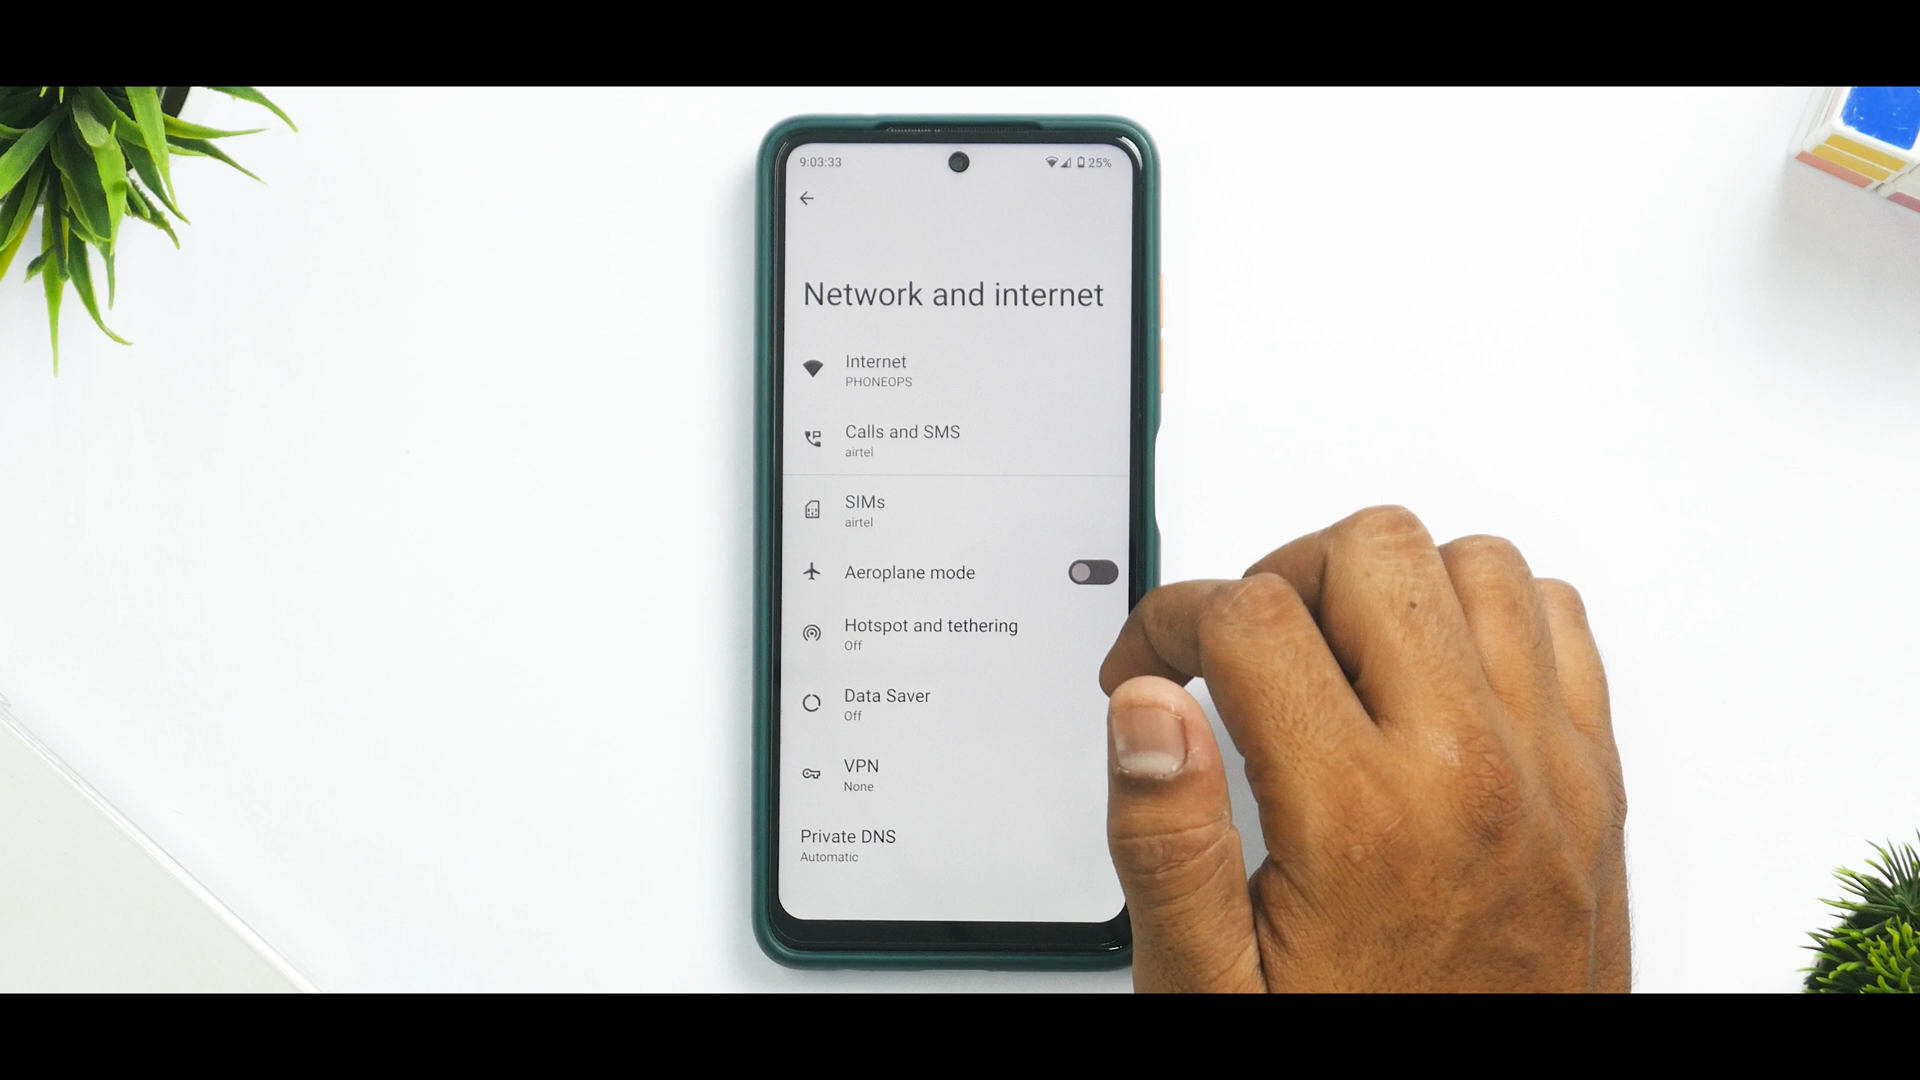 9:03:33
25%
Network and internet
Internet
PHONEOPS
Calls and SMS
airtel
SIMs
airtel
Aeroplane mode
Hotspot and tethering
Off
Data Saver
Off
VPN
None
Private DNS
Automatic